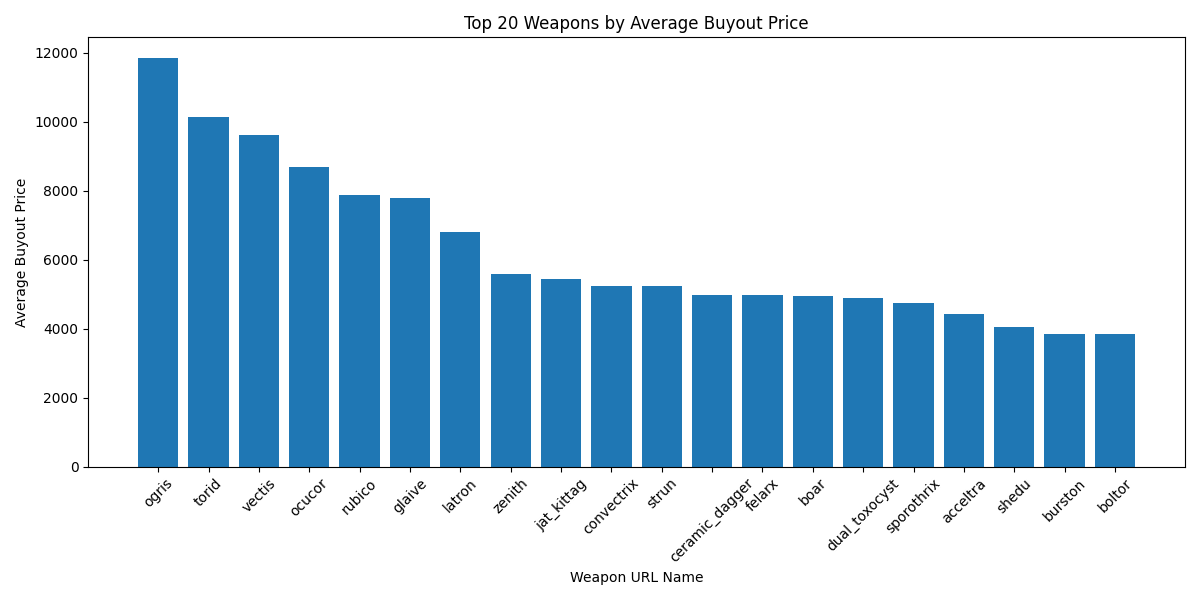 Top 20 Weapons by Average Buyout Price
Average Buyout Price
12000
10000
8000
6000
4000
2000
0
ogris
torid
vectis
ocucor
rubico
glaive
latron
zenith
jat_kittag
convectrix
strun
ceramic_dagger
felarx
boar
dual_toxocyst
sporothrix
acceltra
shedu
burston
boltor
Weapon URL Name